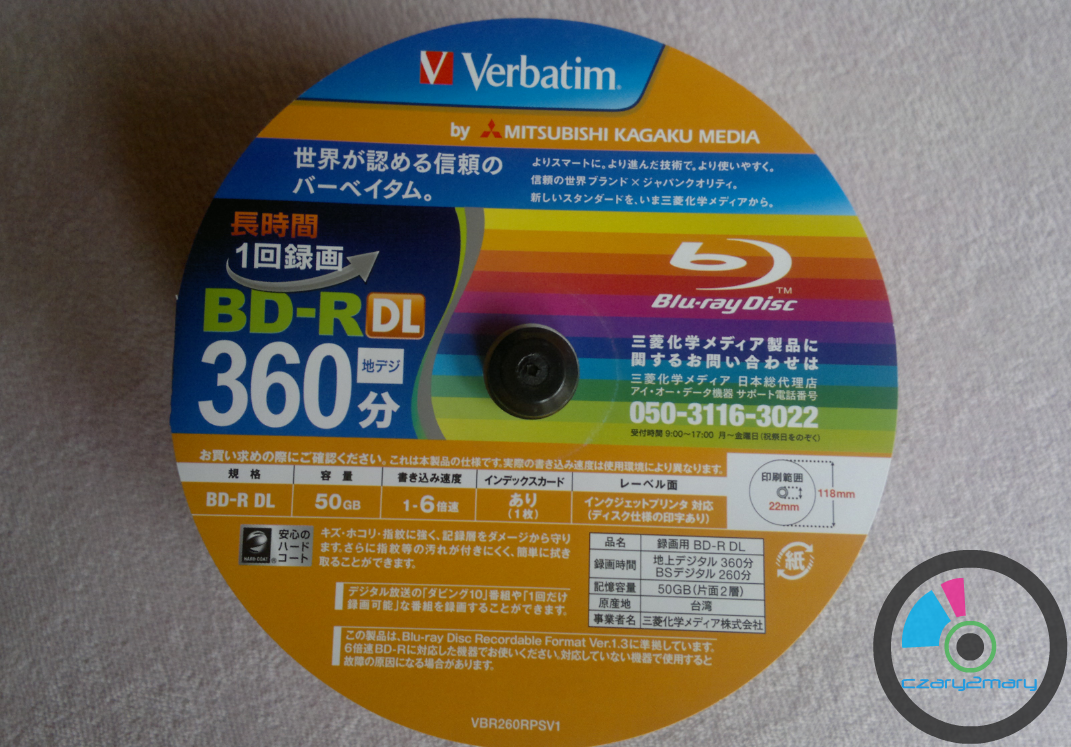 Verbatim
by MITSUBISHI KAGAKU MEDIA
世界が認める信頼の
バーベイタム。
よりスマートに。より進んだ技術で。より使いやすく。
信頼の世界ブランド×ジャパンクオリティ。
新しいスタンダードを、いま三菱化学メディアから。
長時間
1回録画
BD-R DL
360分
地デジ
Blu-ray Disc TM
三菱化学メディア製品に
関するお問い合わせは
三菱化学メディア 日本総代理店
アイ・オー・データ機器 サポート電話番号
050-3116-3022
受付時間 9:00〜17:00 月〜金曜日(祝祭日をのぞく)
お買い求めの際にご確認ください。これは本製品の仕様です。実際の書き込み速度は使用環境により異なります。
規格 容量 書き込み速度 インデックスカード レーベル面
BD-R DL 50GB 1-6倍速 あり(1枚) インクジェットプリンタ 対応
(ディスク仕様の印字あり)
印刷範囲
118mm
22mm
HARD COAT
安心の
ハード
コート
キズ・ホコリ・指紋に強く、記録層をダメージから守り
ます。さらに指紋等の汚れが付きにくく、簡単に拭き
取ることができます。
デジタル放送の「ダビング10」番組や「1回だけ
録画可能」な番組を録画することができます。
この製品は、Blu-ray Disc Recordable Format Ver.1.3に準拠しています。
6倍速BD-Rに対応した機器でお使いください。対応していない機器で使用すると
故障の原因になる場合があります。
品名 録画用 BD-R DL
録画時間 地上デジタル 360分
BSデジタル 260分
記憶容量 50GB(片面2層)
原産地 台湾
事業者名 三菱化学メディア株式会社
紙
VBR260RPSV1
czary2mary